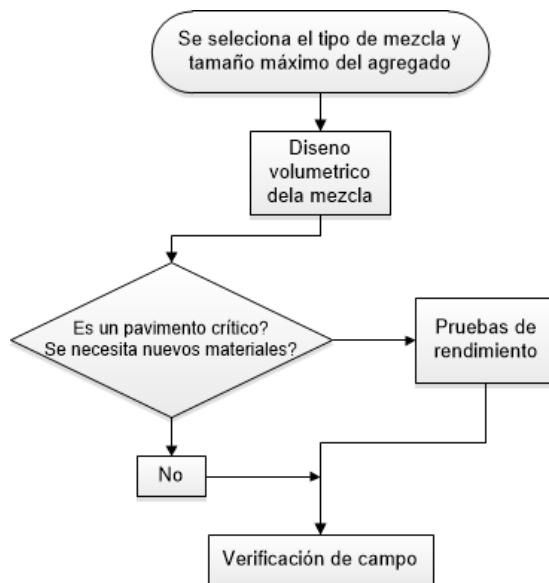 Se seleciona el tipo de mezcla y
tamaño máximo del agregado
Diseno
volumetrico
dela mezcla
Es un pavimento crítico?
Se necesita nuevos materiales?
Pruebas de
rendimiento
No
Verificación de campo